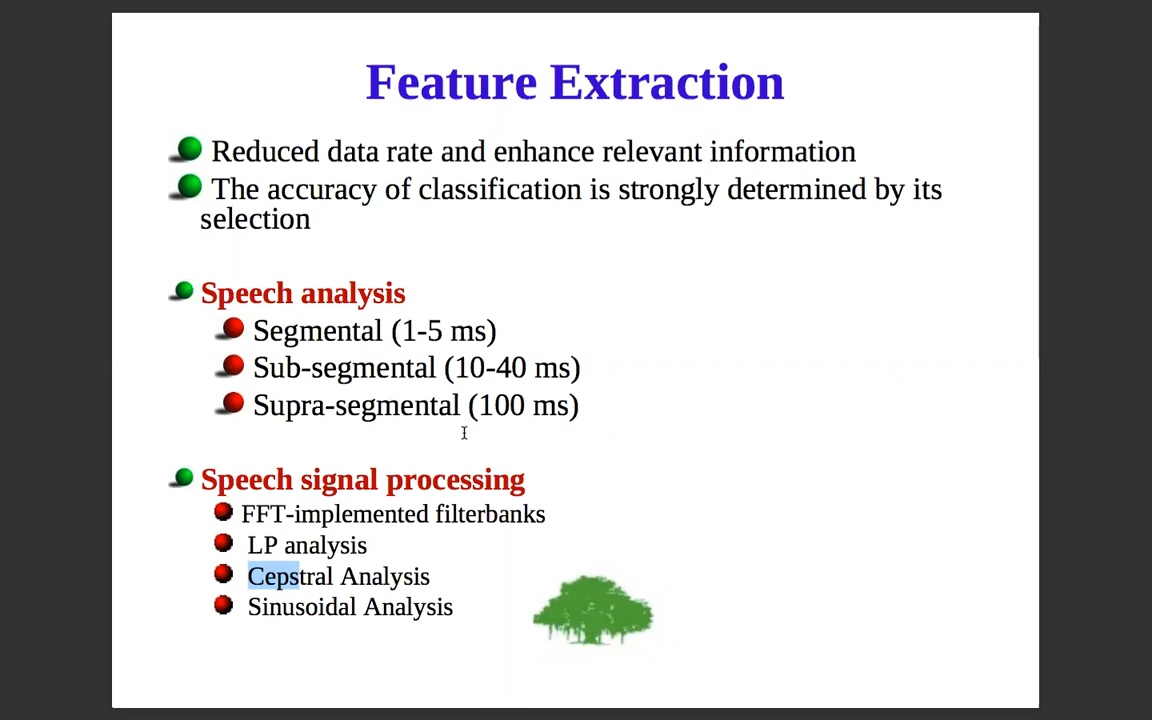 Feature Extraction
Reduced data rate and enhance relevant information
The accuracy of classification is strongly determined by its
selection
Speech analysis
Segmental (1-5 ms)
Sub-segmental (10-40 ms)
Supra-segmental (100 ms)
Speech signal processing
FFT-implemented filterbanks
LP analysis
Cepstral Analysis
Sinusoidal Analysis